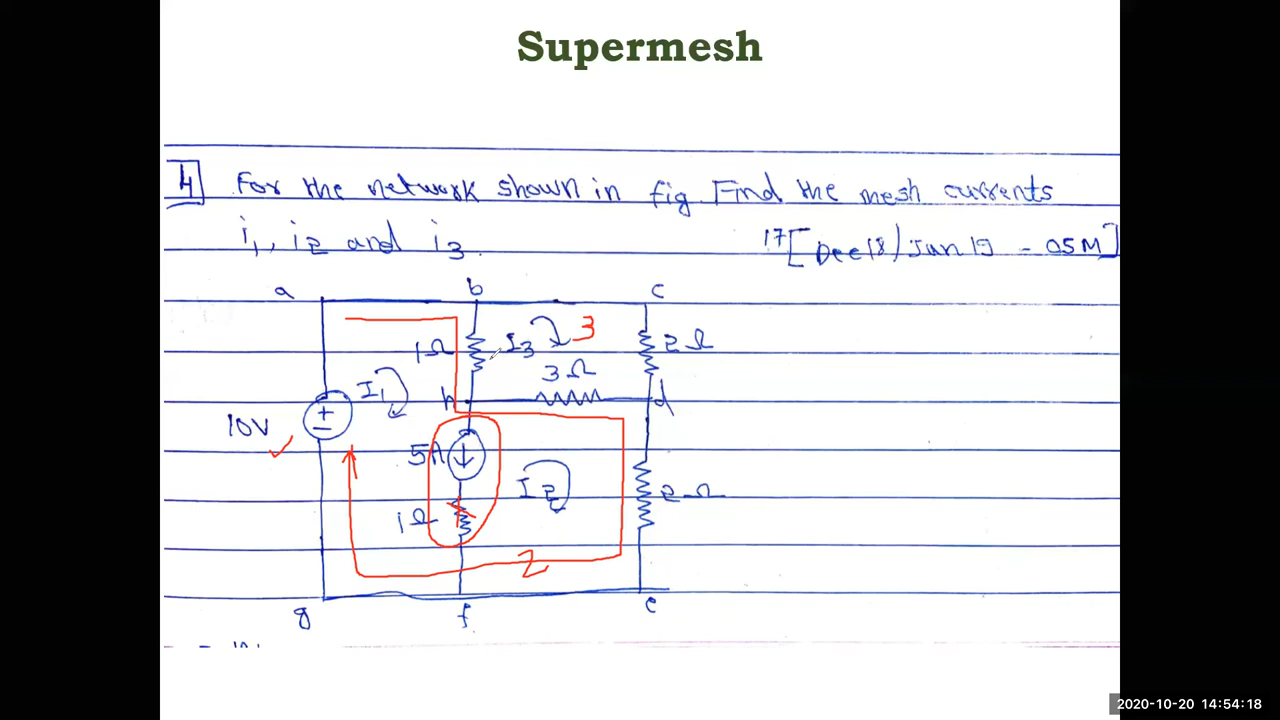 Supermesh
4 For the network shown in fig Find the mesh currents
i1, i2 and i3. 17[Dec18/Jan19 - 05M]
a b c
1Ω I3 3 2Ω
3Ω
I1 h d
10V
5A
I2 2Ω
1Ω
2
g f e
2020-10-20 14:54:18